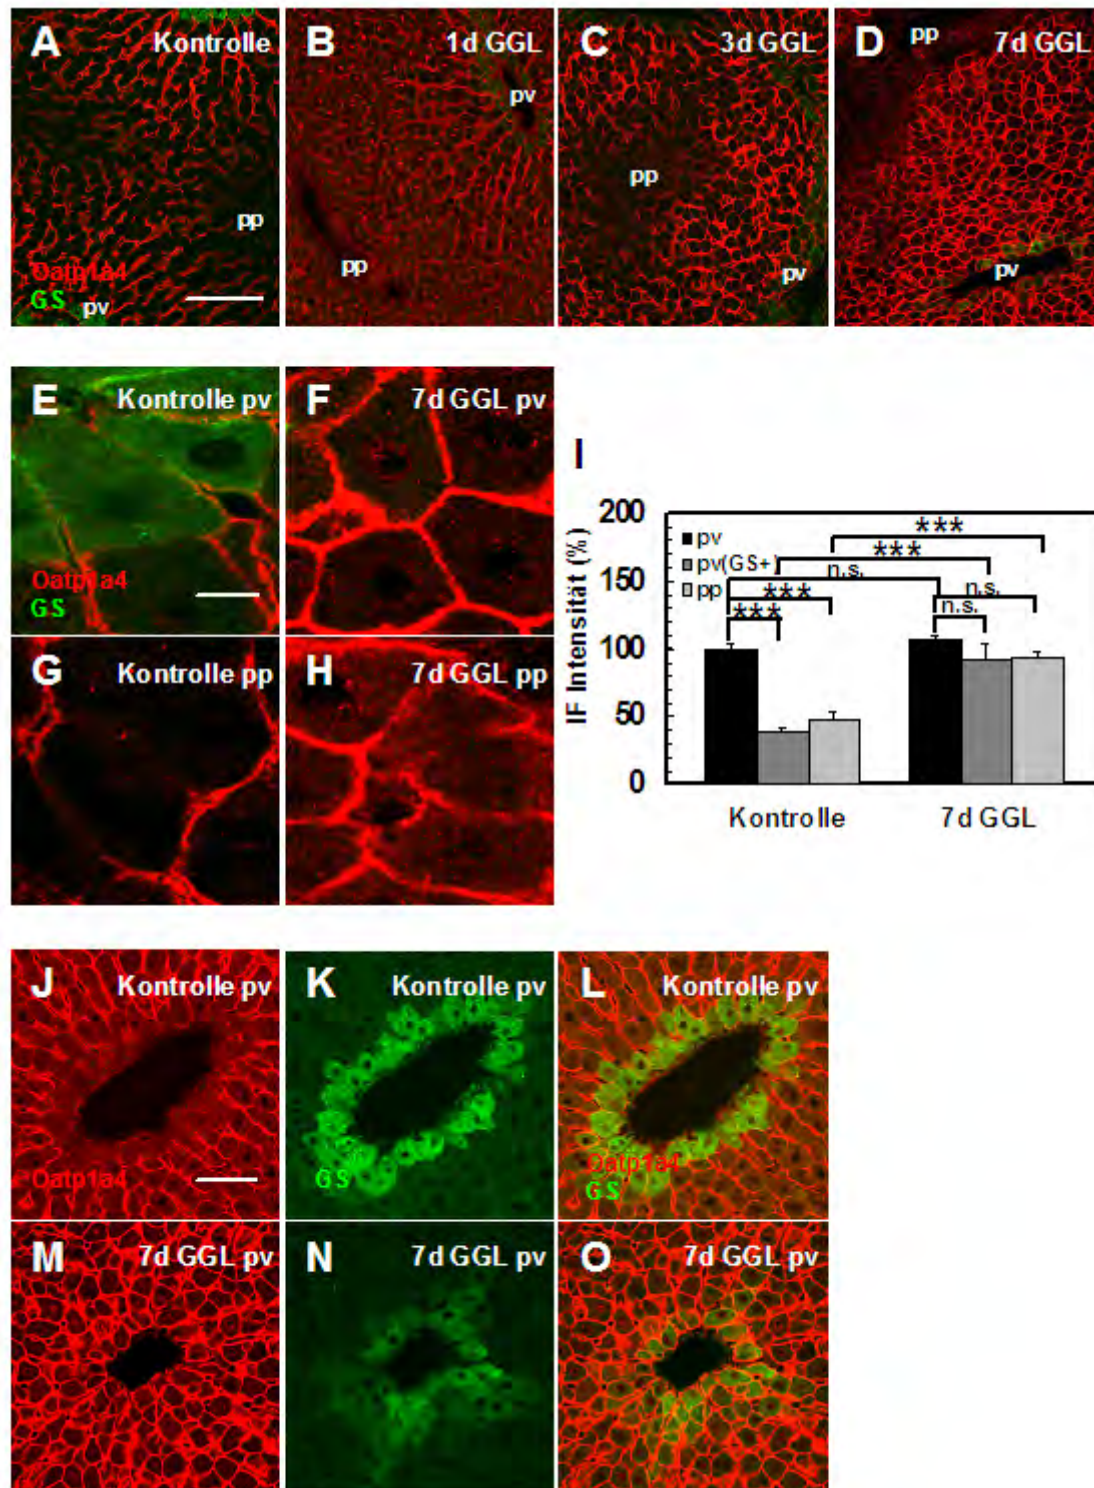 A Kontrolle
pp
Oatp1a4
GS
pv
B 1d GGL
pv
pp
C 3d GGL
pp
pv
D 7d GGL
pp
pv
E Kontrolle pv
Oatp1a4
GS
F 7d GGL pv
G Kontrolle pp
H 7d GGL pp
I
IF Intensität (%)
200
150
100
50
0
pv
pv(GS+)
pp
***
***
n.s.
***
***
n.s.
n.s.
Kontrolle
7d GGL
J Kontrolle pv
Oatp1a4
K Kontrolle pv
GS
L Kontrolle pv
Oatp1a4
GS
M 7d GGL pv
N 7d GGL pv
O 7d GGL pv